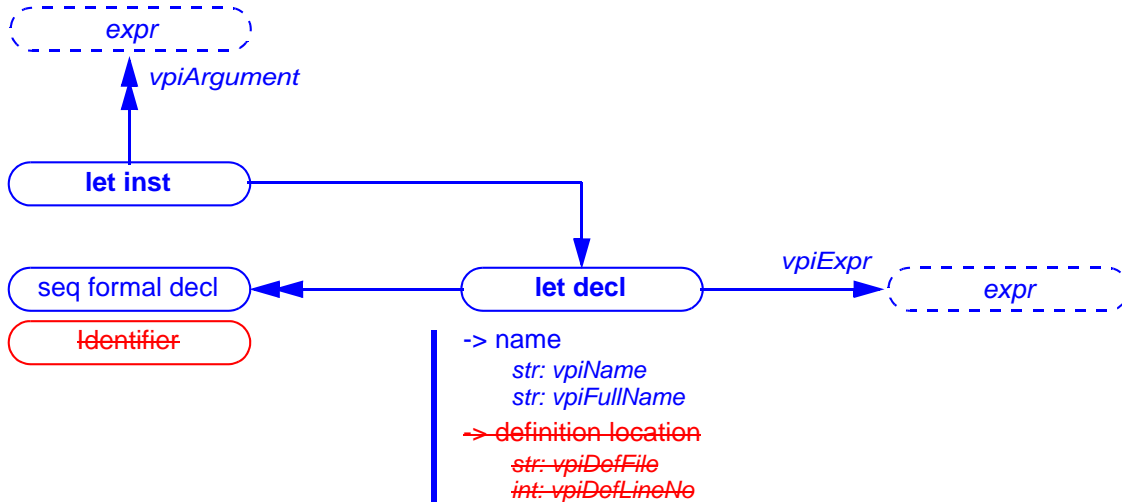 expr
vpiArgument
let inst
vpiExpr
seq formal decl
let decl
expr
Identifier
-> name
str: vpiName
str: vpiFullName
-> definition location
str: vpiDefFile
int: vpiDefLineNo